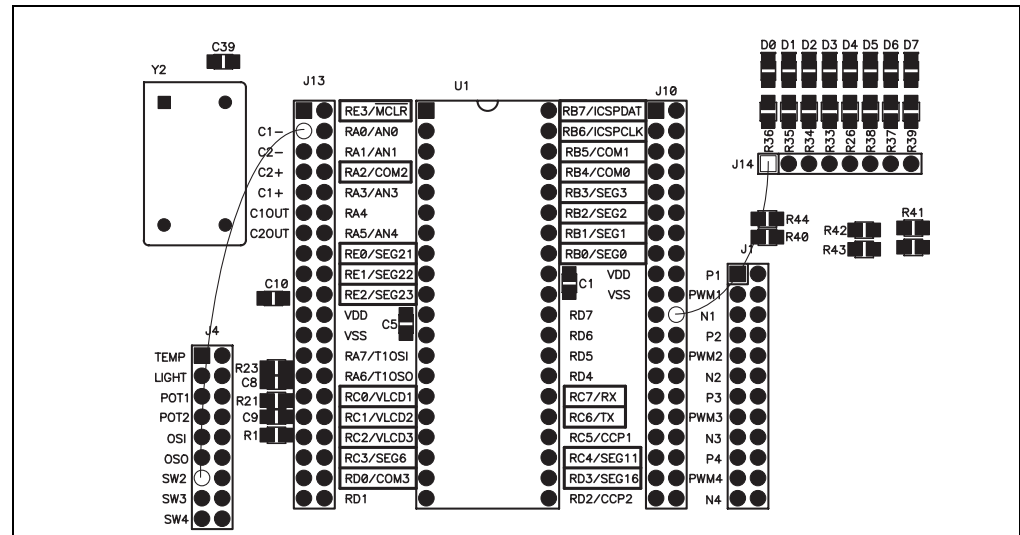 C39
Y2
J13
U1
J10
D0 D1 D2 D3 D4 D5 D6 D7
R36 R35 R34 R33 R26 R38 R37 R39
J14
C1-
C2-
C2+
C1+
C1OUT
C2OUT
RE3/MCLR
RA0/AN0
RA1/AN1
RA2/COM2
RA3/AN3
RA4
RA5/AN4
RE0/SEG21
RE1/SEG22
RE2/SEG23
VDD
VSS
RA7/T1OSI
RA6/T1OSO
RC0/VLCD1
RC1/VLCD2
RC2/VLCD3
RC3/SEG6
RD0/COM3
RD1
C5
C10
RB7/ICSPDAT
RB6/ICSPCLK
RB5/COM1
RB4/COM0
RB3/SEG3
RB2/SEG2
RB1/SEG1
RB0/SEG0
VDD
C1
VSS
RD7
RD6
RD5
RD4
RC7/RX
RC6/TX
RC5/CCP1
RC4/SEG11
RD3/SEG16
RD2/CCP2
R44
R40
R42
R43
R41
J1
P1
PWM1
N1
P2
PWM2
N2
P3
PWM3
N3
P4
PWM4
N4
J4
TEMP
LIGHT
POT1
POT2
OSI
OSO
SW2
SW3
SW4
R23
C8
R21
C9
R1